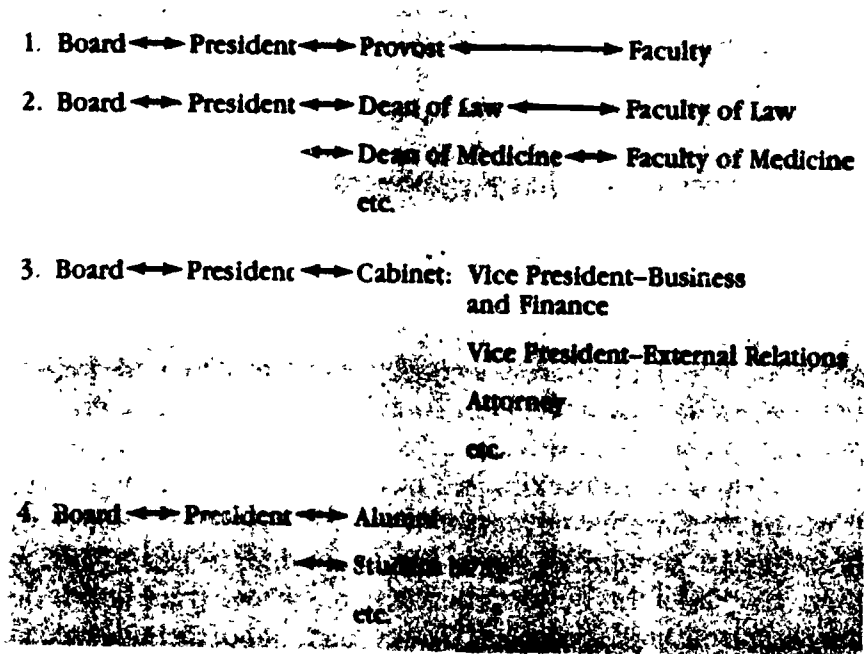 1. Board ↔ President ↔ Provost ↔ Faculty
2. Board ↔ President ↔ Dean of Law ↔ Faculty of Law
↔ Dean of Medicine ↔ Faculty of Medicine
etc.
3. Board ↔ President ↔ Cabinet: Vice President–Business
and Finance
Vice President–External Relations
Attorney
etc.
4. Board ↔ President ↔ Alumni
↔
etc.